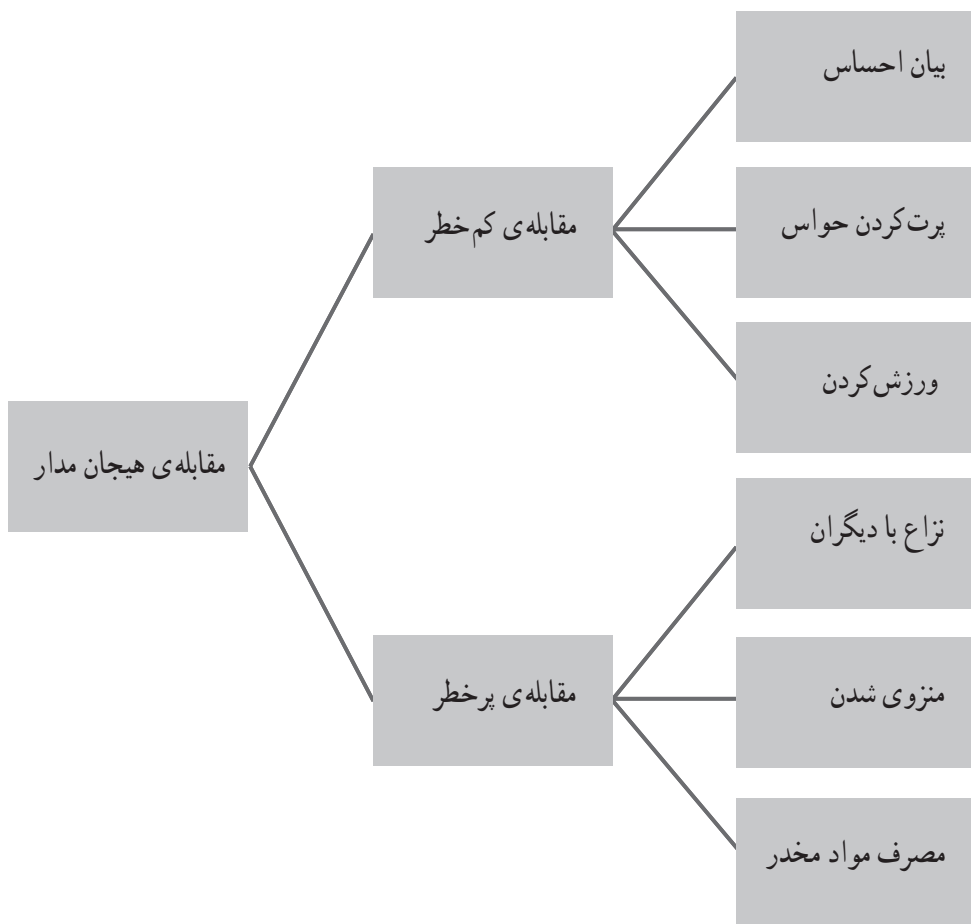 مقابله‌ی هیجان مدار
مقابله‌ی کم‌خطر
بیان احساس
پرت‌کردن حواس
ورزش‌کردن
مقابله‌ی پرخطر
نزاع با دیگران
منزوی شدن
مصرف مواد مخدر